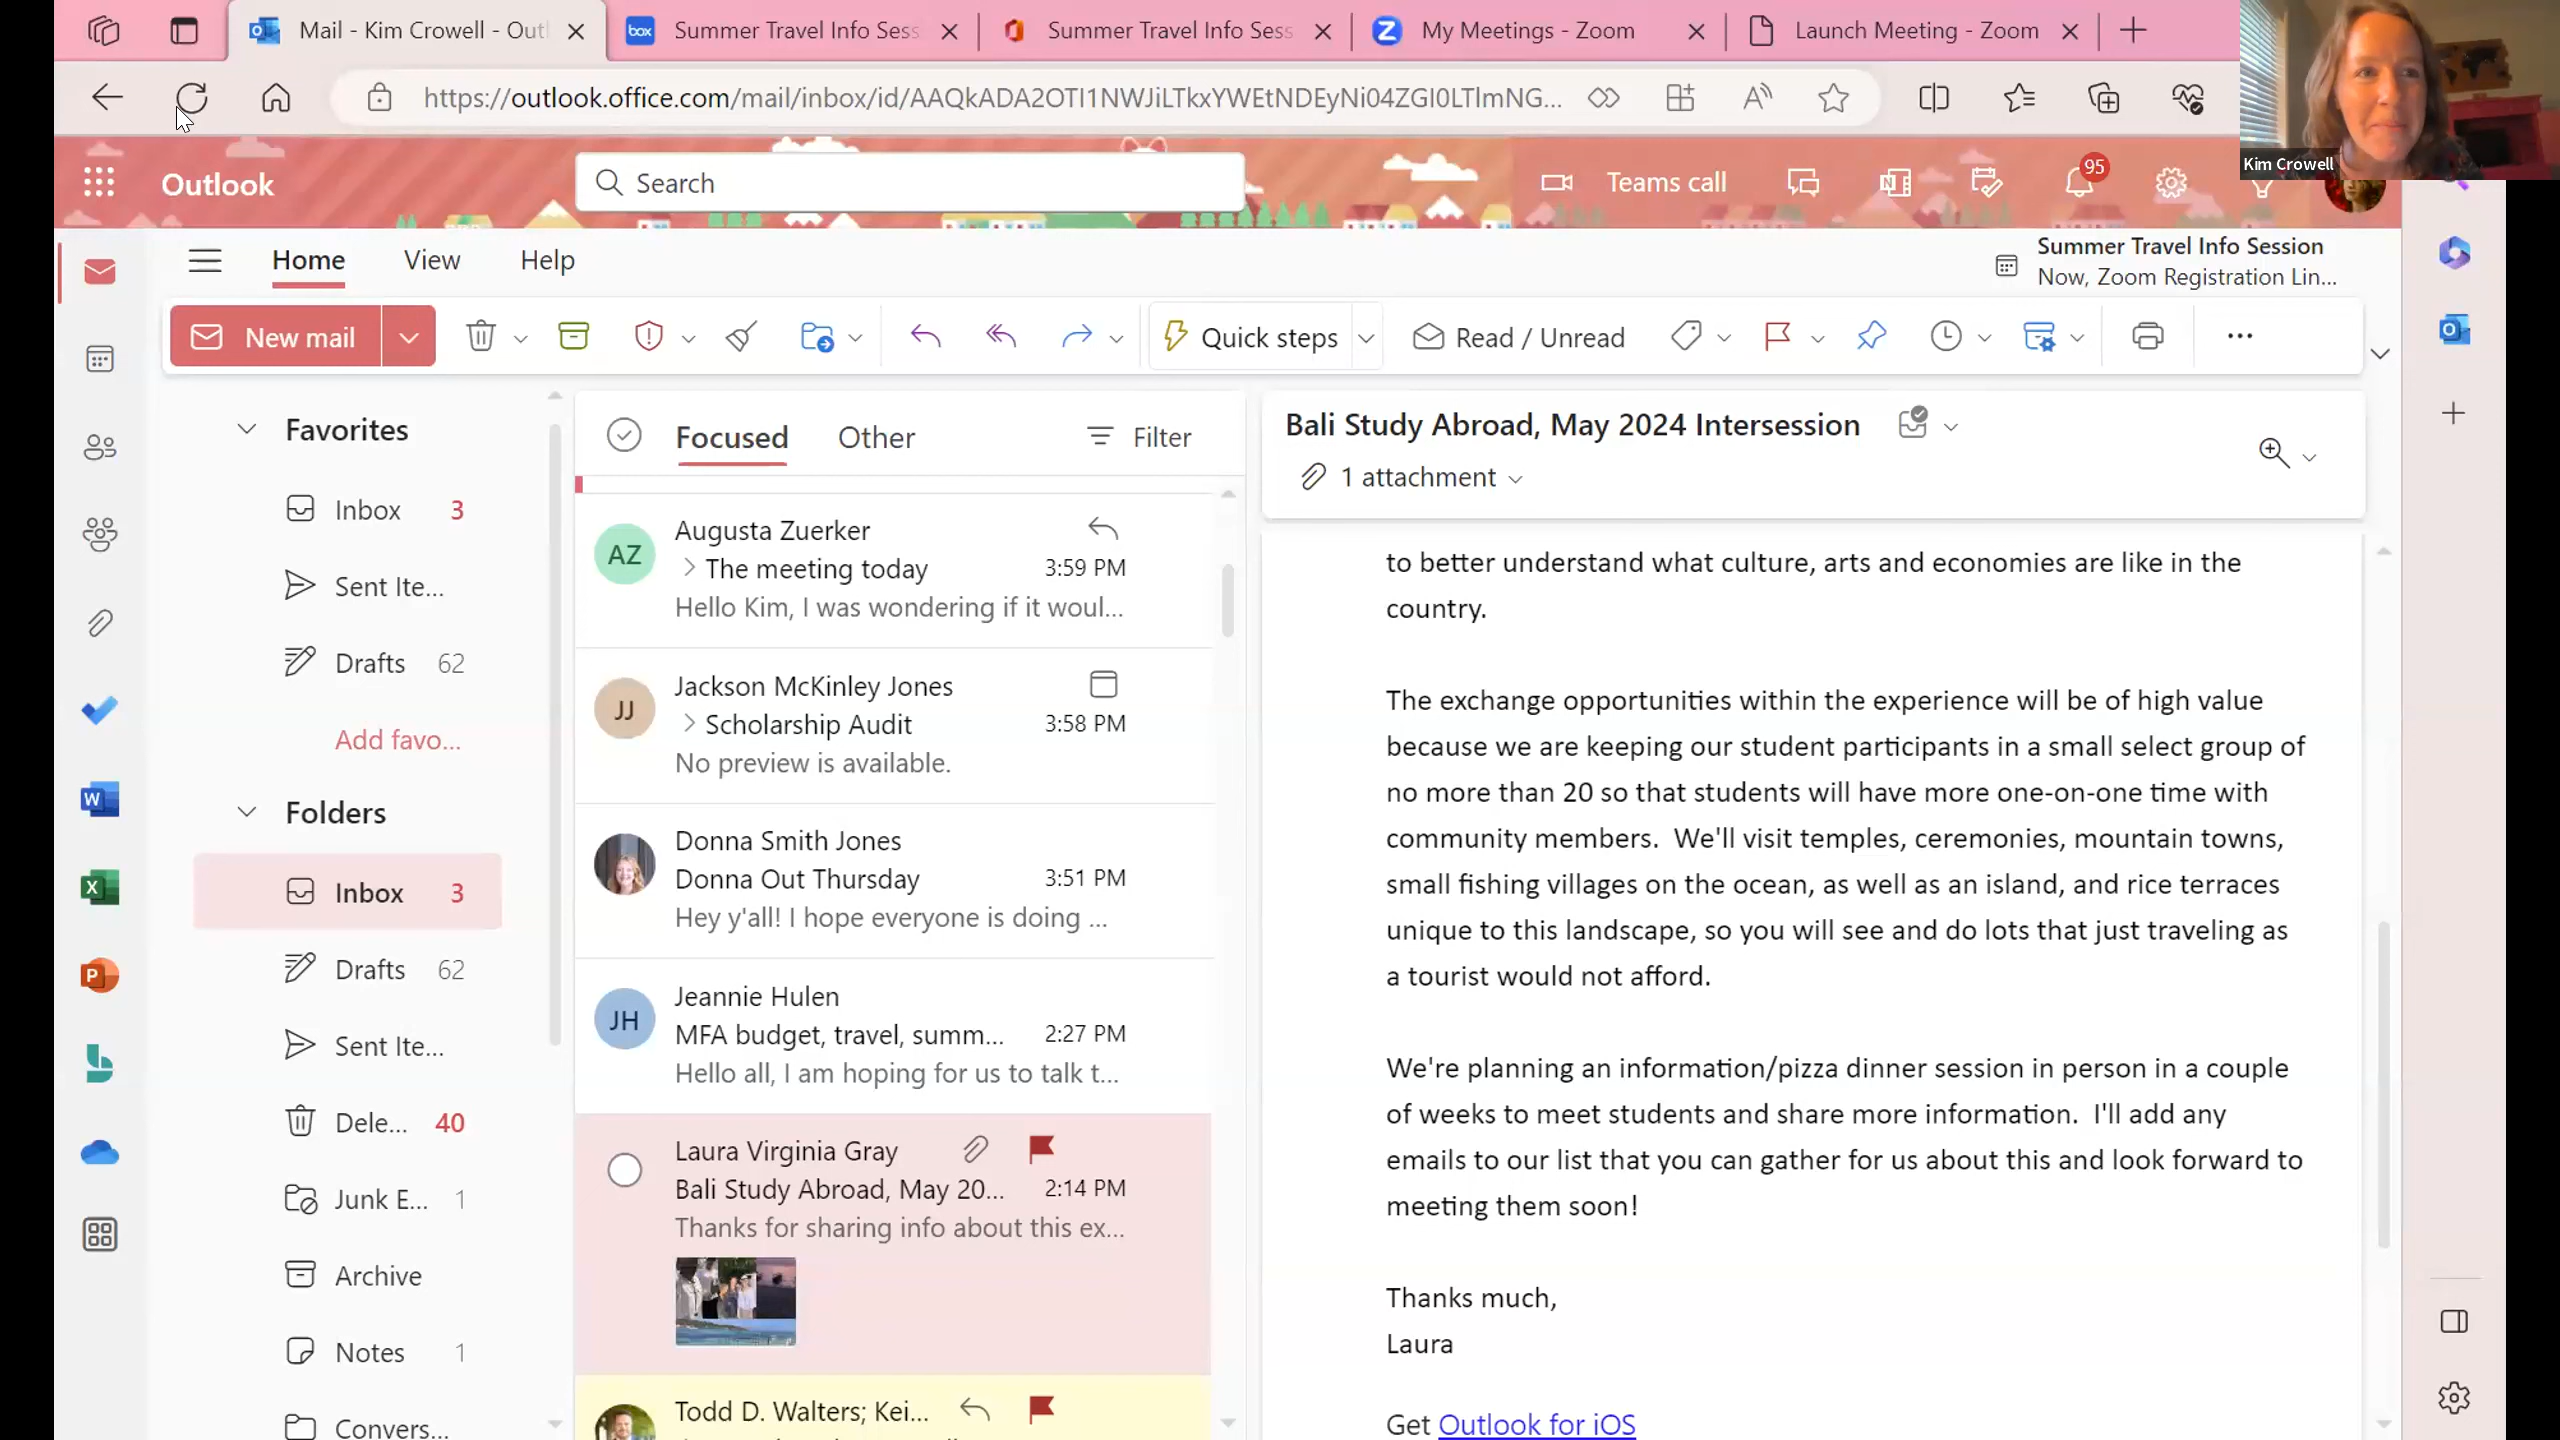 Mail - Kim Crowell - Outl
box
Summer Travel Info Sess
Summer Travel Info Sess
My Meetings - Zoom
Launch Meeting - Zoom
https://outlook.office.com/mail/inbox/id/AAQkADA2OTI1NWJiLTkxYWEtNDEyNi04ZGI0LTlmNG...
Kim Crowell
Outlook
Search
Teams call
95
Home
View
Help
Summer Travel Info Session
Now, Zoom Registration Lin...
New mail
Quick steps
Read / Unread
Favorites
Inbox 3
Sent Ite...
Drafts 62
Add favo...
Folders
Inbox 3
Drafts 62
Sent Ite...
Dele... 40
Junk E... 1
Archive
Notes 1
Convers...
Focused
Other
Filter
AZ
Augusta Zuerker
The meeting today 3:59 PM
Hello Kim, I was wondering if it woul...
JJ
Jackson McKinley Jones
Scholarship Audit 3:58 PM
No preview is available.
Donna Smith Jones
Donna Out Thursday 3:51 PM
Hey y'all! I hope everyone is doing ...
JH
Jeannie Hulen
MFA budget, travel, summ... 2:27 PM
Hello all, I am hoping for us to talk t...
Laura Virginia Gray
Bali Study Abroad, May 20... 2:14 PM
Thanks for sharing info about this ex...
Todd D. Walters; Kei...
Bali Study Abroad, May 2024 Intersession
1 attachment
to better understand what culture, arts and economies are like in the
country.
The exchange opportunities within the experience will be of high value
because we are keeping our student participants in a small select group of
no more than 20 so that students will have more one-on-one time with
community members.  We'll visit temples, ceremonies, mountain towns,
small fishing villages on the ocean, as well as an island, and rice terraces
unique to this landscape, so you will see and do lots that just traveling as
a tourist would not afford.
We're planning an information/pizza dinner session in person in a couple
of weeks to meet students and share more information.  I'll add any
emails to our list that you can gather for us about this and look forward to
meeting them soon!
Thanks much,
Laura
Get Outlook for iOS